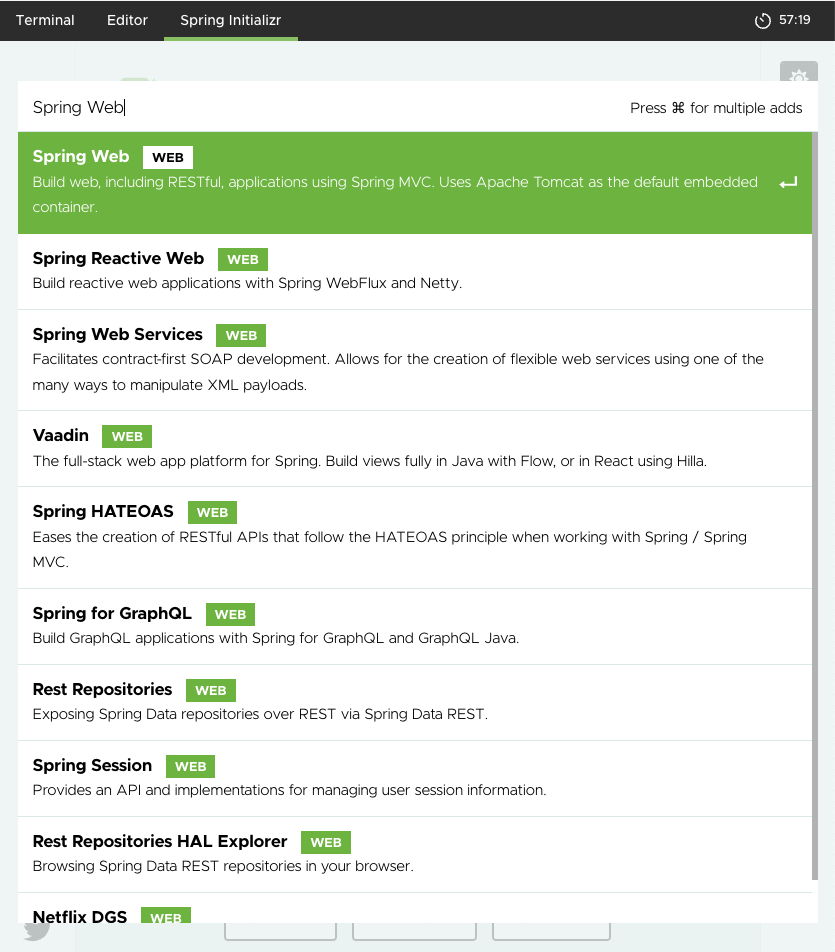 Terminal Editor Spring Initializr 57:19
Spring Web Press ⌘ for multiple adds
Spring Web WEB
Build web, including RESTful, applications using Spring MVC. Uses Apache Tomcat as the default embedded
container.
Spring Reactive Web WEB
Build reactive web applications with Spring WebFlux and Netty.
Spring Web Services WEB
Facilitates contract-first SOAP development. Allows for the creation of flexible web services using one of the
many ways to manipulate XML payloads.
Vaadin WEB
The full-stack web app platform for Spring. Build views fully in Java with Flow, or in React using Hilla.
Spring HATEOAS WEB
Eases the creation of RESTful APIs that follow the HATEOAS principle when working with Spring / Spring
MVC.
Spring for GraphQL WEB
Build GraphQL applications with Spring for GraphQL and GraphQL Java.
Rest Repositories WEB
Exposing Spring Data repositories over REST via Spring Data REST.
Spring Session WEB
Provides an API and implementations for managing user session information.
Rest Repositories HAL Explorer WEB
Browsing Spring Data REST repositories in your browser.
Netflix DGS WEB